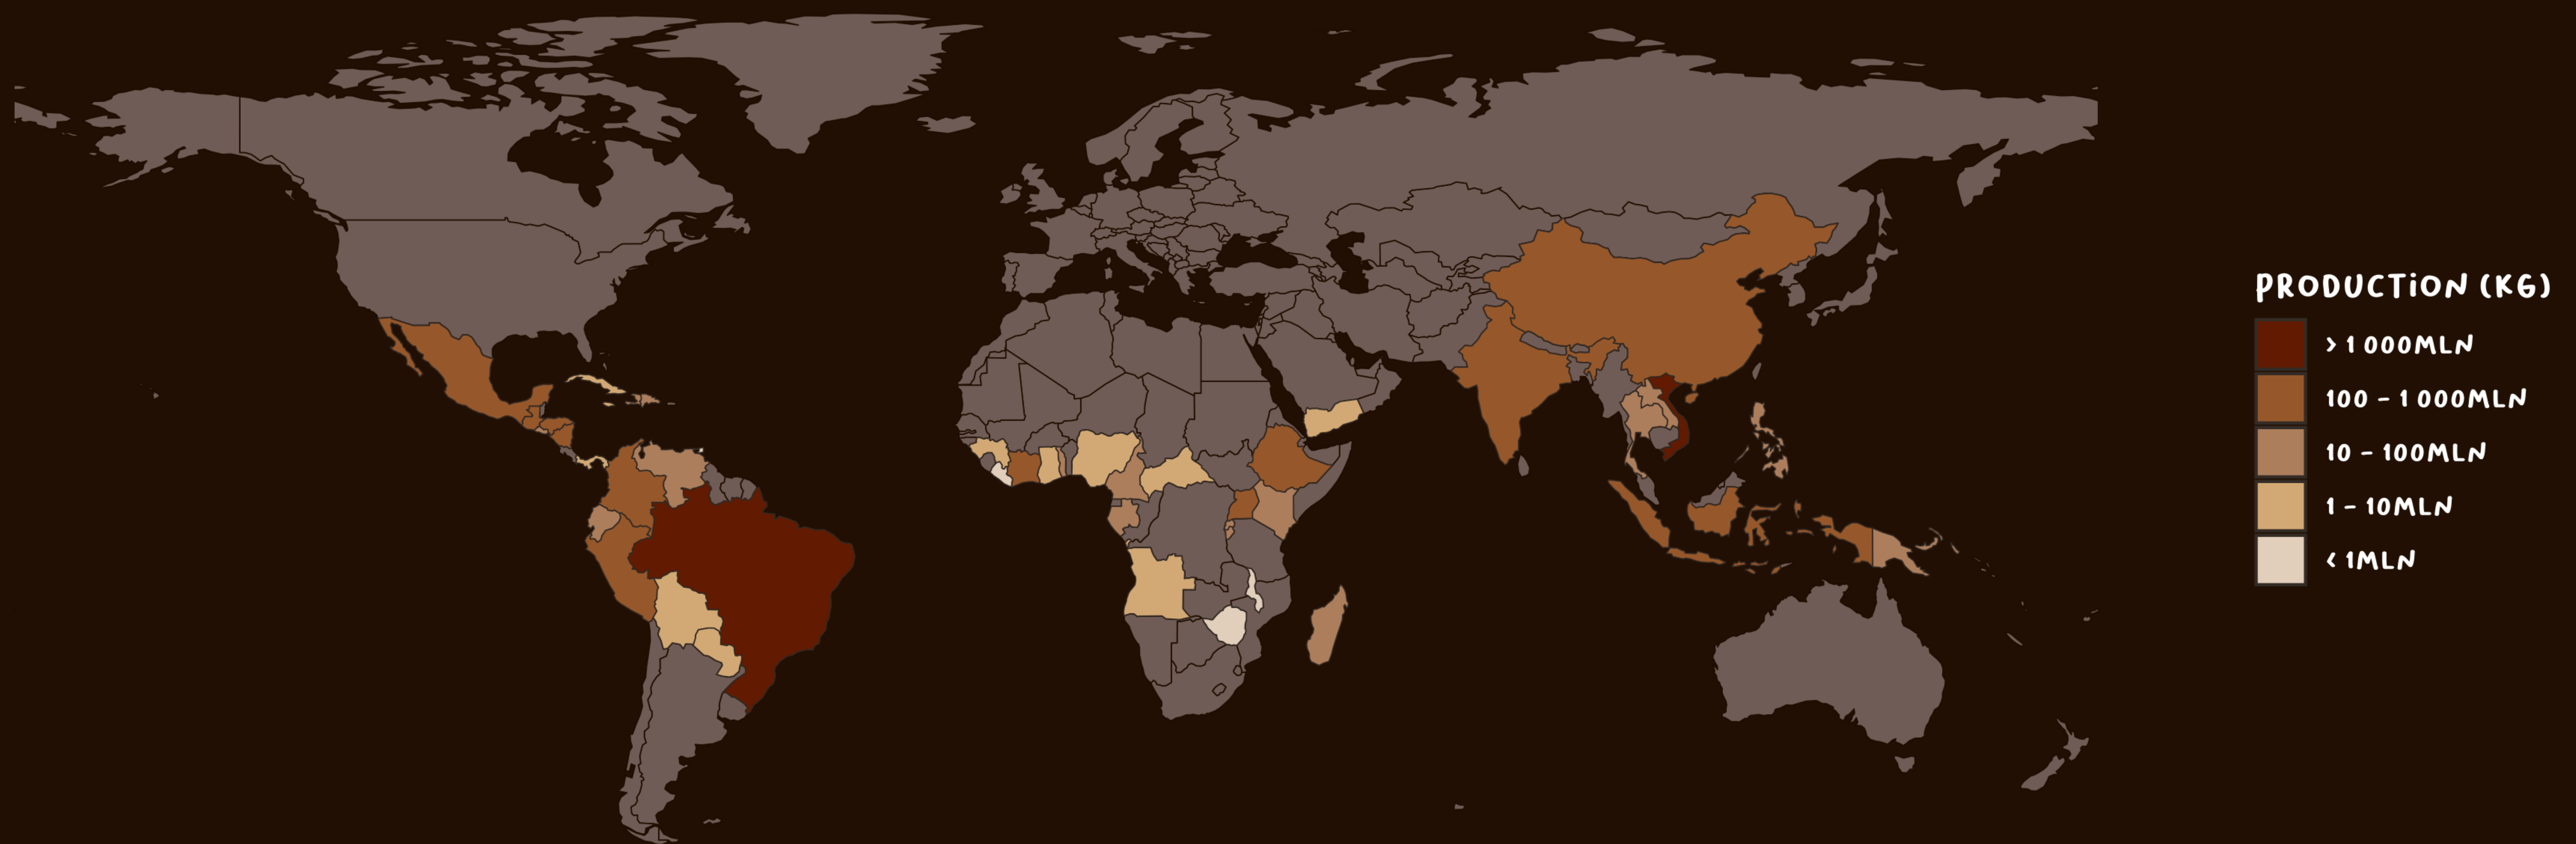 PRODUCTiON (KG)
> 1 000MLN
100 - 1 000MLN
10 - 100MLN
1 - 10MLN
< 1MLN